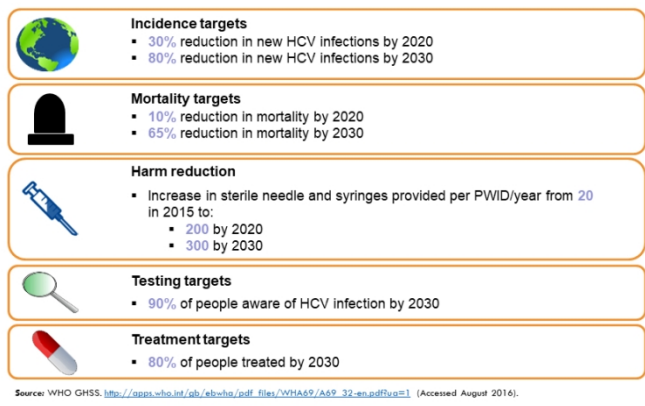 Incidence targets
▪ 30% reduction in new HCV infections by 2020
▪ 80% reduction in new HCV infections by 2030
Mortality targets
▪ 10% reduction in mortality by 2020
▪ 65% reduction in mortality by 2030
Harm reduction
▪ Increase in sterile needle and syringes provided per PWID/year from 20
in 2015 to:
▪ 200 by 2020
▪ 300 by 2030
Testing targets
▪ 90% of people aware of HCV infection by 2030
Treatment targets
▪ 80% of people treated by 2030
Source: WHO GHSS. http://apps.who.int/gb/ebwha/pdf_files/WHA69/A69_32-en.pdf?ua=1 (Accessed August 2016).